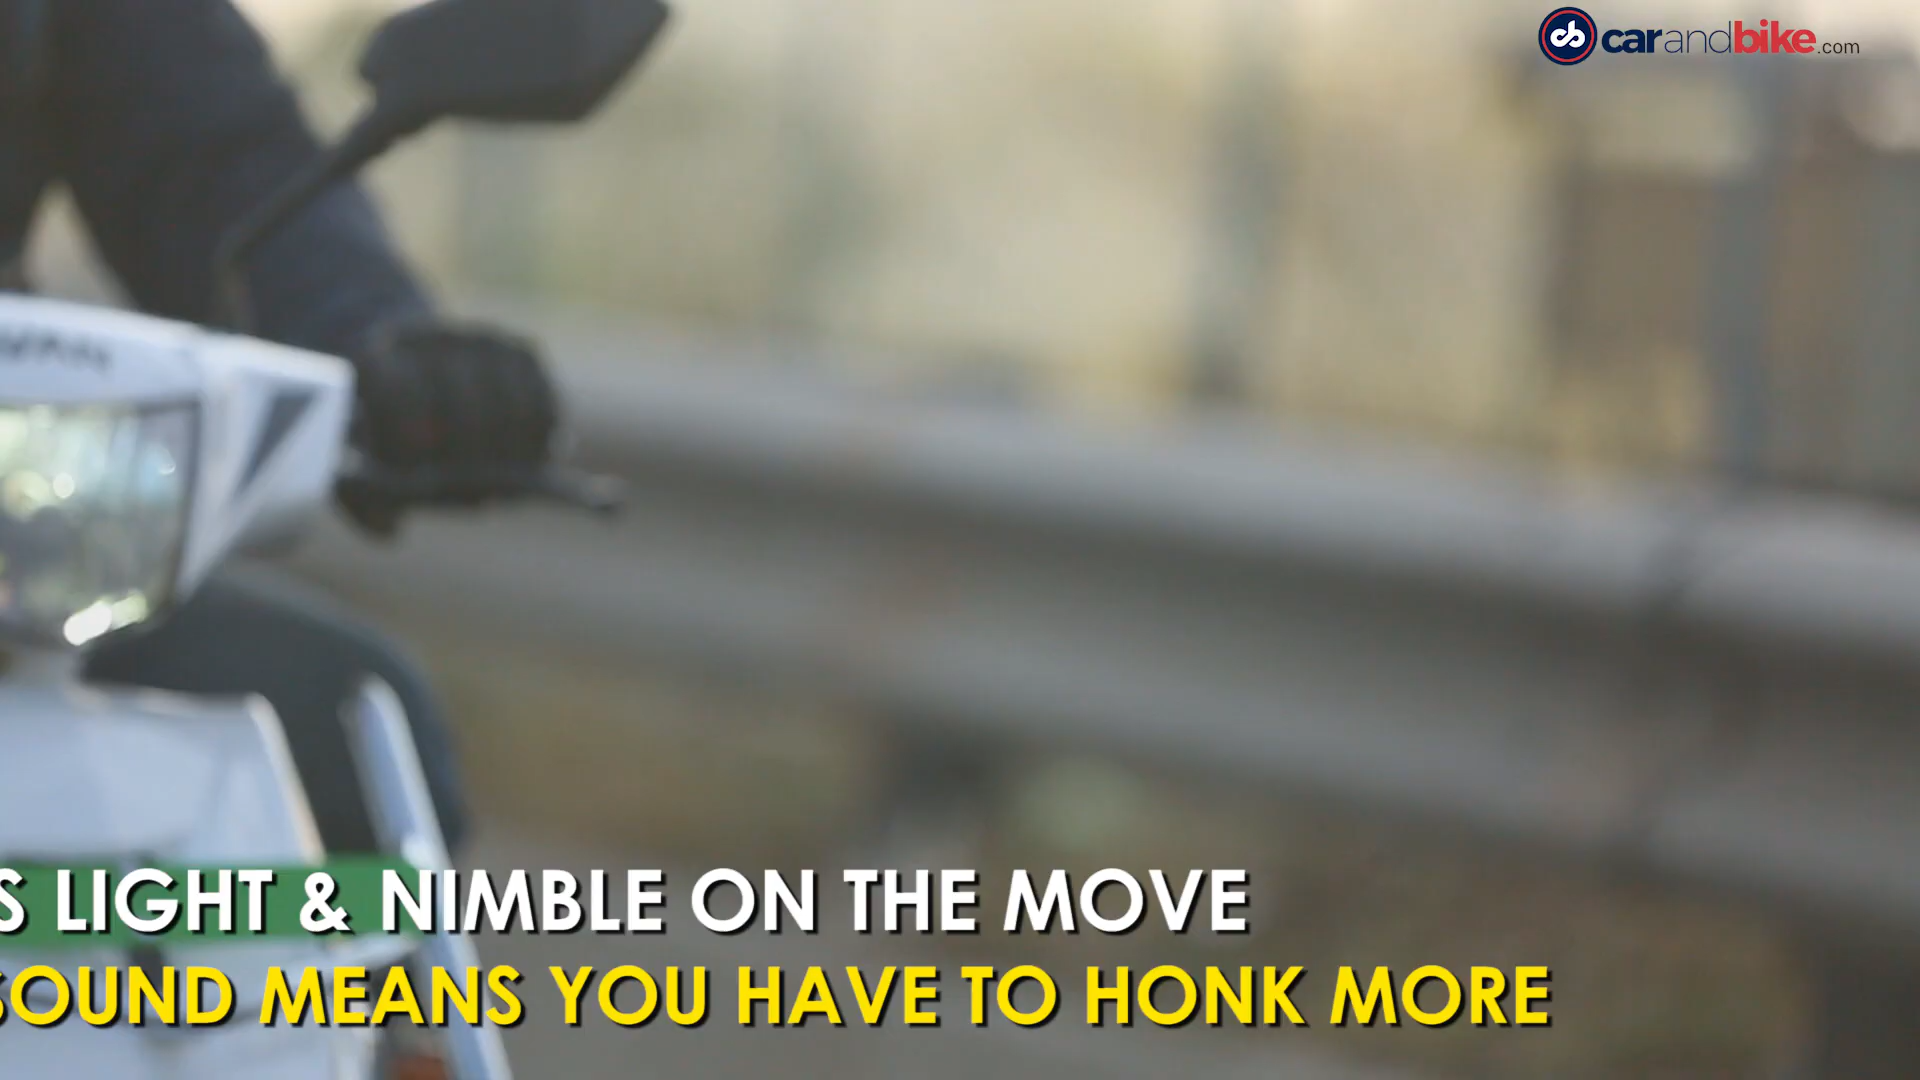 carandbike.com
S LIGHT & NIMBLE ON THE MOVE
SOUND MEANS YOU HAVE TO HONK MORE